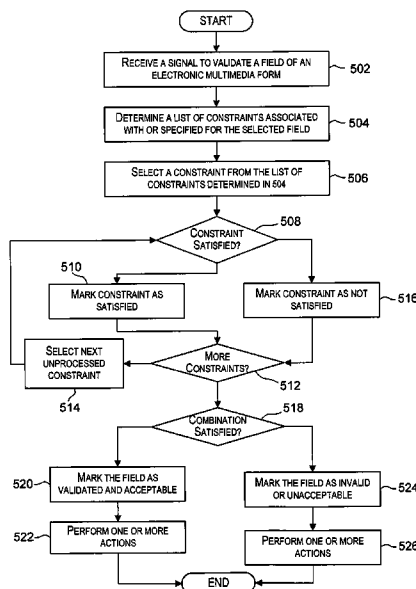 START
RECEIVE A SIGNAL TO VALIDATE A FIELD OF AN
ELECTRONIC MULTIMEDIA FORM
502
DETERMINE A LIST OF CONSTRAINTS ASSOCIATED
WITH OR SPECIFIED FOR THE SELECTED FIELD
504
SELECT A CONSTRAINT FROM THE LIST OF
CONSTRAINTS DETERMINED IN 504
506
508
CONSTRAINT
SATISFIED?
510
MARK CONSTRAINT AS
SATISFIED
MARK CONSTRAINT AS NOT
SATISFIED
516
SELECT NEXT
UNPROCESSED
CONSTRAINT
514
MORE
CONSTRAINTS?
512
518
COMBINATION
SATISFIED?
520
MARK THE FIELD AS
VALIDATED AND ACCEPTABLE
MARK THE FIELD AS INVALID
OR UNACCEPTABLE
524
522
PERFORM ONE OR MORE
ACTIONS
PERFORM ONE OR MORE
ACTIONS
526
END